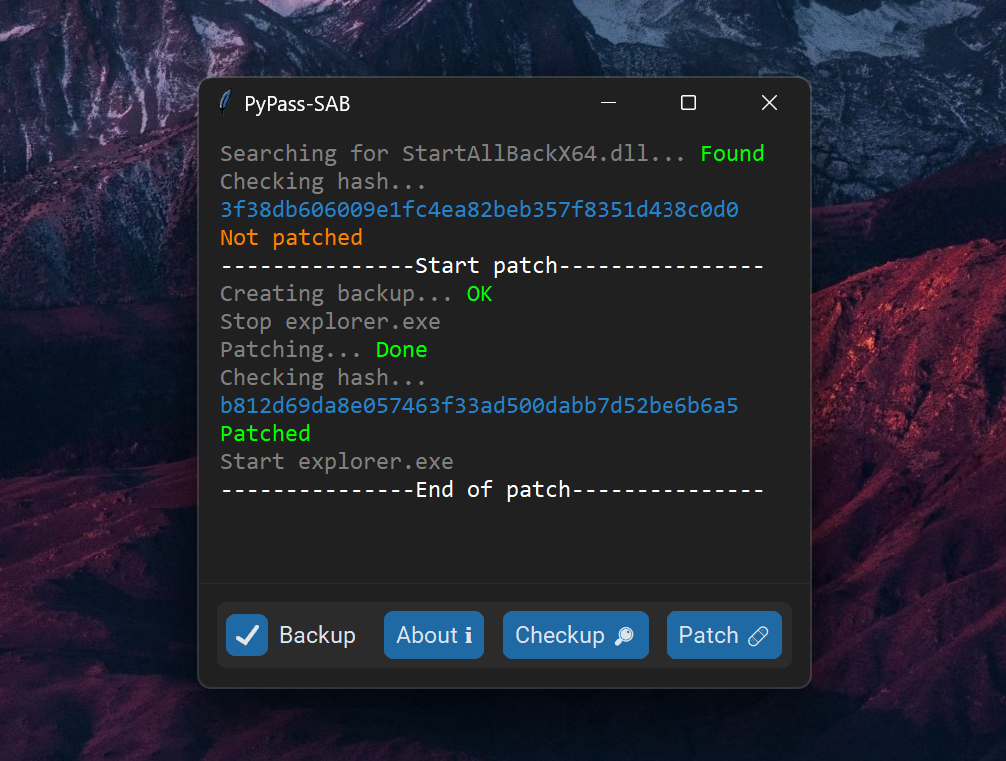 PyPass-SAB
Searching for StartAllBackX64.dll... Found
Checking hash...
3f38db606009e1fc4ea82beb357f8351d438c0d0
Not patched
---------------Start patch----------------
Creating backup... OK
Stop explorer.exe
Patching... Done
Checking hash...
b812d69da8e057463f33ad500dabb7d52be6b6a5
Patched
Start explorer.exe
---------------End of patch---------------
Backup About ℹ Checkup 🔎 Patch